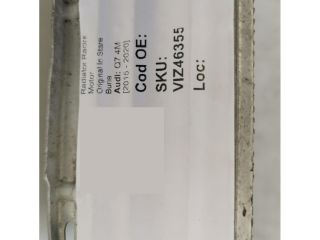 Radiator Racire
Motor
Original In Stare
Buna
Audi: Q7 4M
[2015 - 2020]
Cod OE:
SKU:
VIZ46355
Loc: